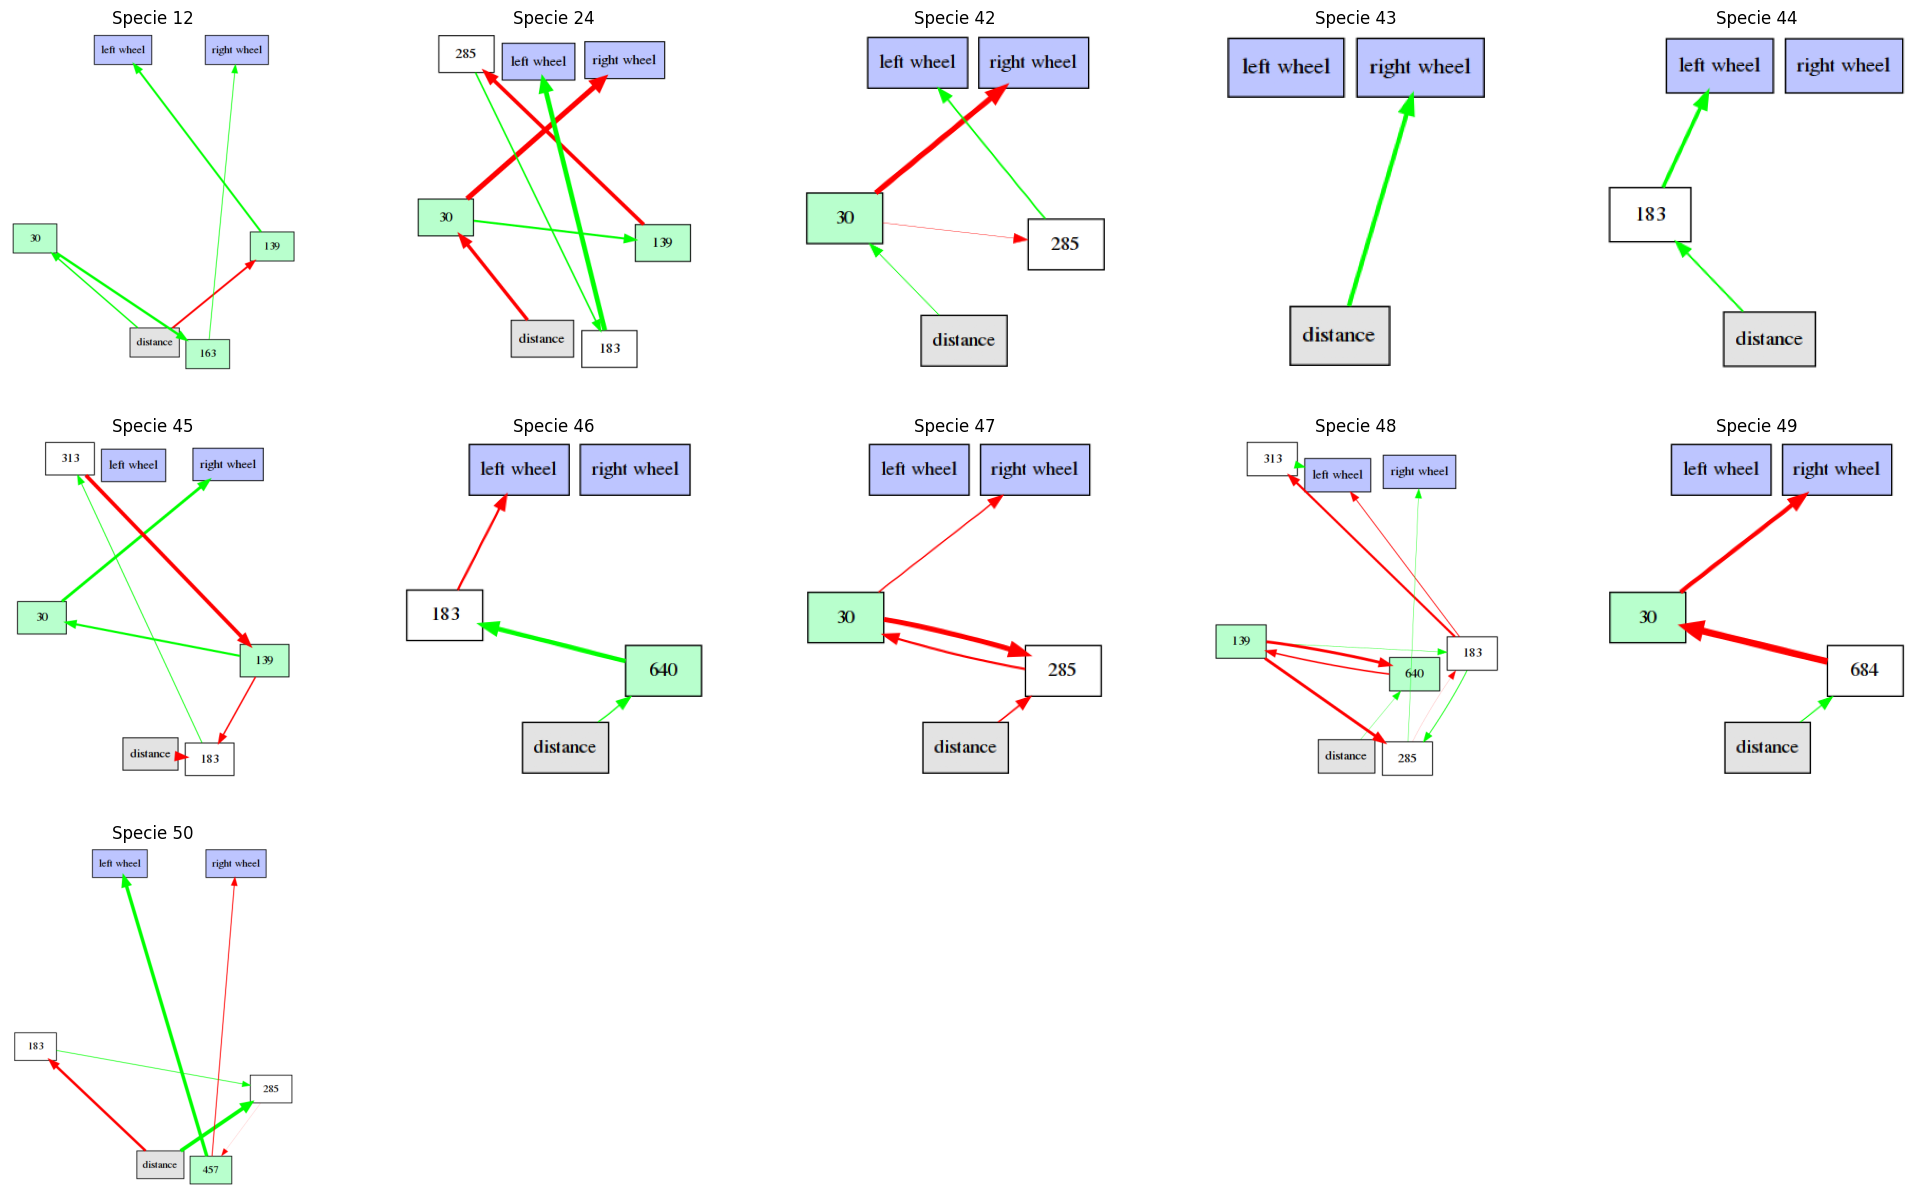 Specie 12
left wheel
right wheel
30
139
distance
163
Specie 24
285
left wheel
right wheel
30
139
distance
183
Specie 42
left wheel
right wheel
30
285
distance
Specie 43
left wheel
right wheel
distance
Specie 44
left wheel
right wheel
183
distance
Specie 45
313
left wheel
right wheel
30
139
distance
183
Specie 46
left wheel
right wheel
183
640
distance
Specie 47
left wheel
right wheel
30
285
distance
Specie 48
313
left wheel
right wheel
139
183
640
distance
285
Specie 49
left wheel
right wheel
30
684
distance
Specie 50
left wheel
right wheel
183
285
distance
457